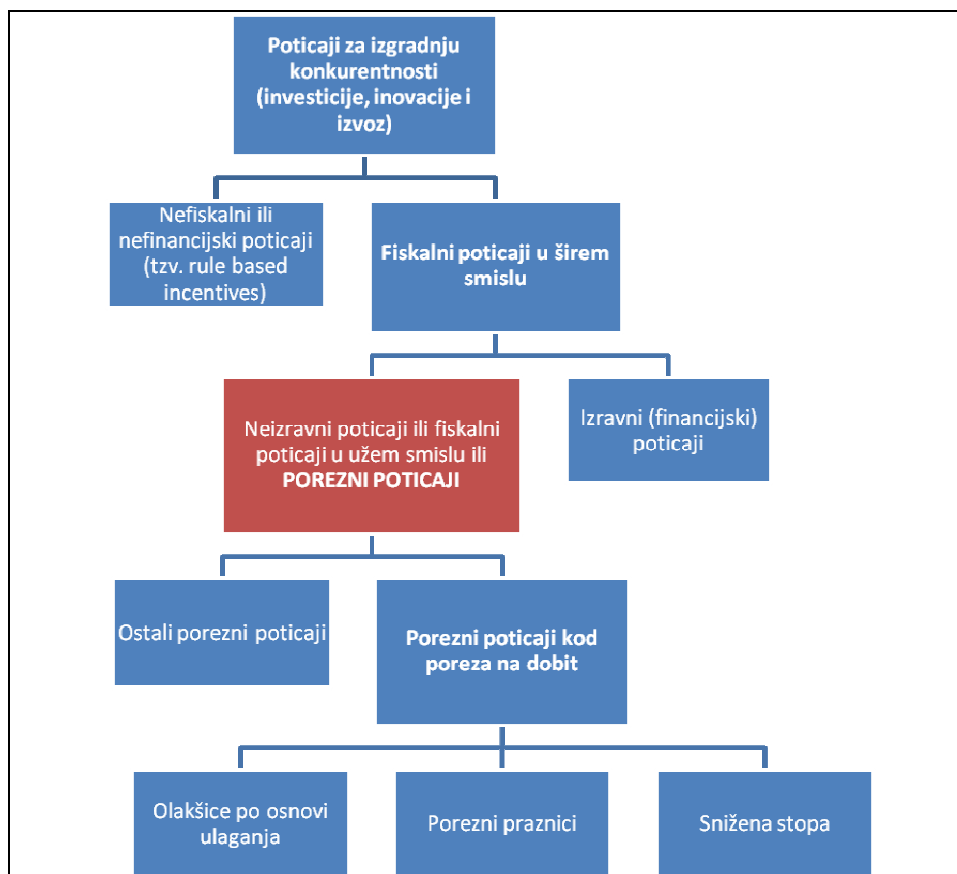 Poticaji za izgradnju
konkurentnosti
(investicije, inovacije i
izvoz)
Nefiskalni ili
nefinancijski poticaji
(tzv. rule based
incentives)
Fiskalni poticaji u širem
smislu
Neizravni poticaji ili fiskalni
poticaji u užem smislu ili
POREZNI POTICAJI
Izravni (financijski)
poticaji
Ostali porezni poticaji
Porezni poticaji kod
poreza na dobit
Olakšice po osnovi
ulaganja
Porezni praznici
Snižena stopa